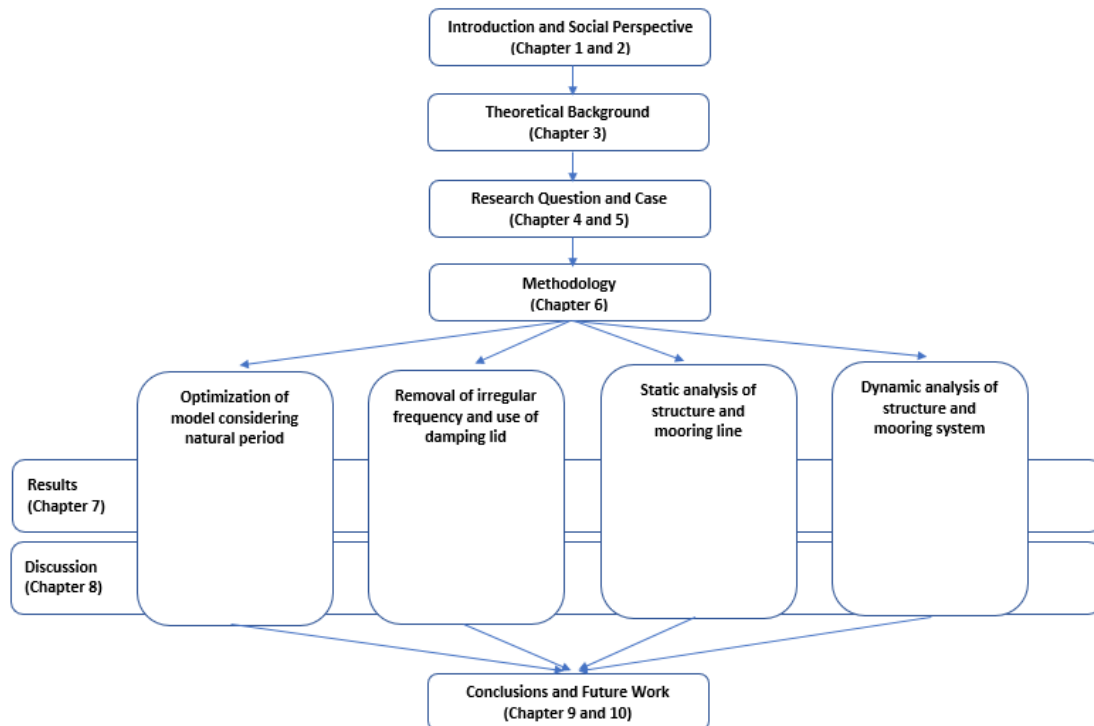 Introduction and Social Perspective
(Chapter 1 and 2)
Theoretical Background
(Chapter 3)
Research Question and Case
(Chapter 4 and 5)
Methodology
(Chapter 6)
Optimization of
model considering
natural period
Removal of irregular
frequency and use of
damping lid
Static analysis of
structure and
mooring line
Dynamic analysis of
structure and
mooring system
Results
(Chapter 7)
Discussion
(Chapter 8)
Conclusions and Future Work
(Chapter 9 and 10)